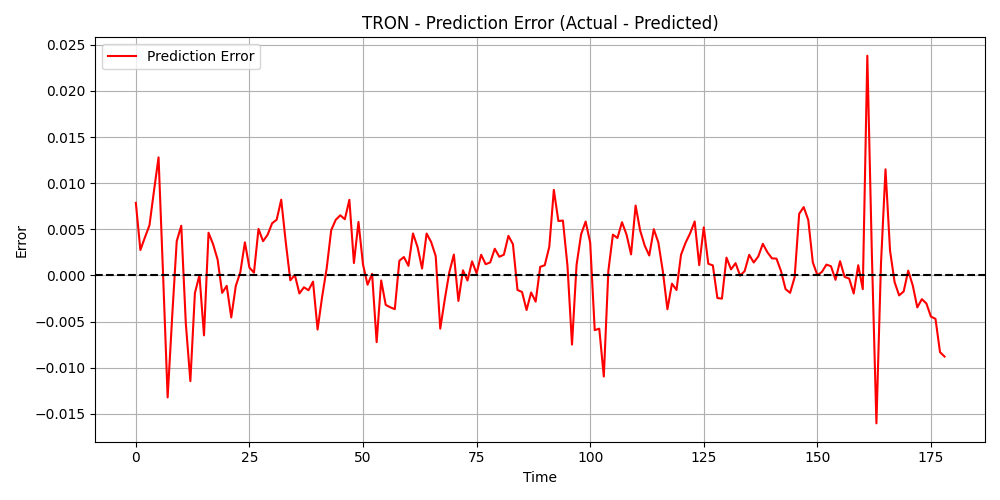 TRON - Prediction Error (Actual - Predicted)
Prediction Error
0.025
0.020
0.015
0.010
0.005
0.000
−0.005
−0.010
−0.015
Error
0 25 50 75 100 125 150 175
Time